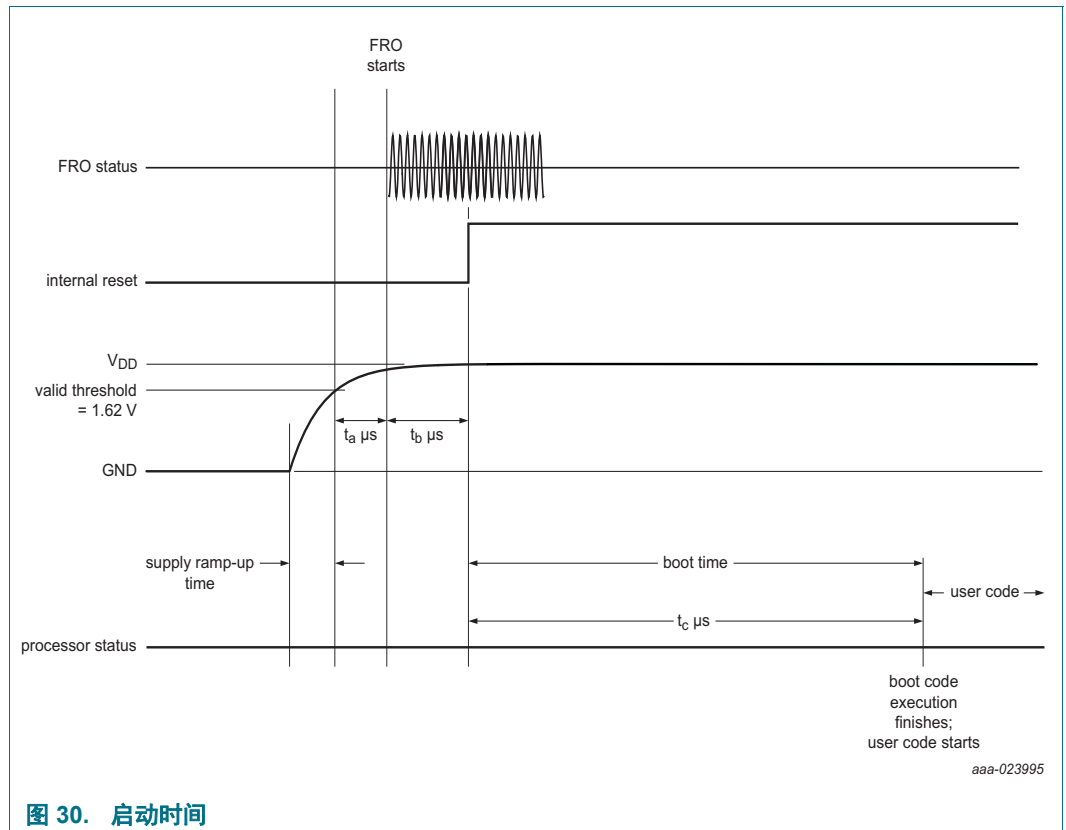 FRO
starts
FRO status
internal reset
VDD
valid threshold
= 1.62 V
ta μs
tb μs
GND
supply ramp-up
time
boot time
user code
tc μs
processor status
boot code
execution
finishes;
user code starts
aaa-023995
图 30. 启动时间